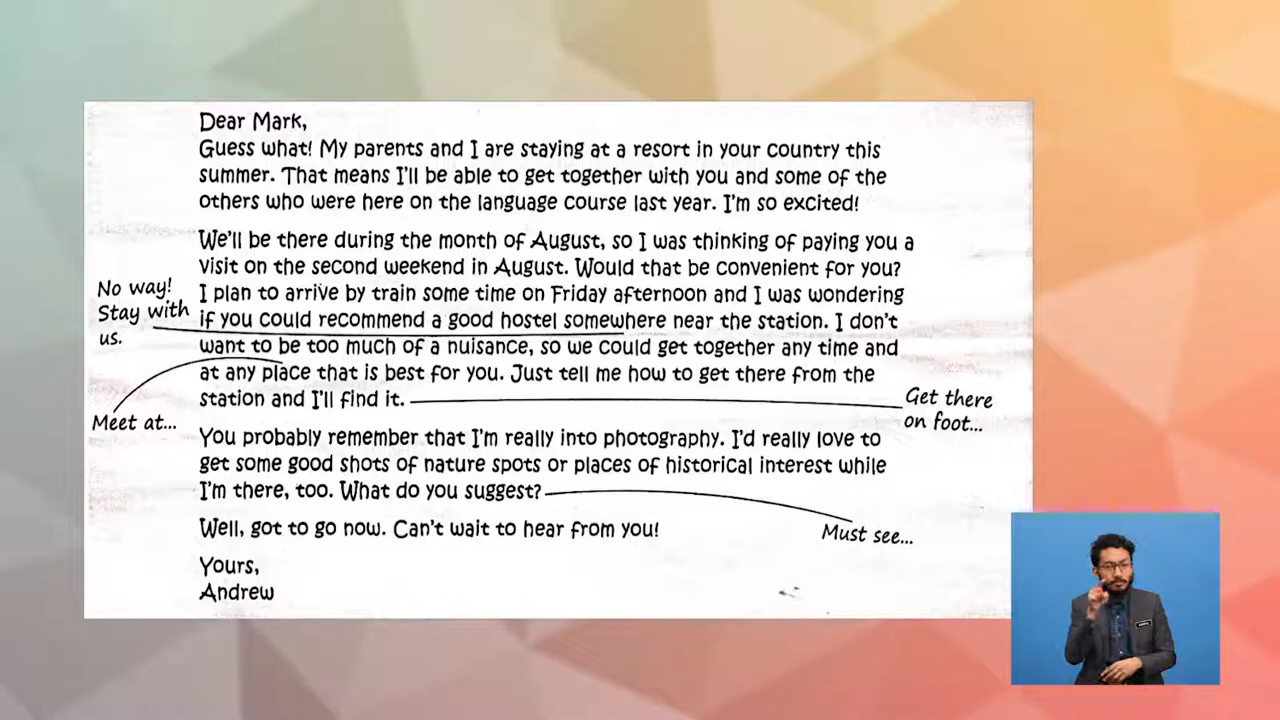 Dear Mark,
Guess what! My parents and I are staying at a resort in your country this
summer. That means I'll be able to get together with you and some of the
others who were here on the language course last year. I'm so excited!
We'll be there during the month of August, so I was thinking of paying you a
visit on the second weekend in August. Would that be convenient for you?
I plan to arrive by train some time on Friday afternoon and I was wondering
if you could recommend a good hostel somewhere near the station. I don't
want to be too much of a nuisance, so we could get together any time and
at any place that is best for you. Just tell me how to get there from the
station and I'll find it.
You probably remember that I'm really into photography. I'd really love to
get some good shots of nature spots or places of historical interest while
I'm there, too. What do you suggest?
Well, got to go now. Can't wait to hear from you!
Yours,
Andrew
No way!
Stay with
us.
Meet at...
Get there
on foot...
Must see...